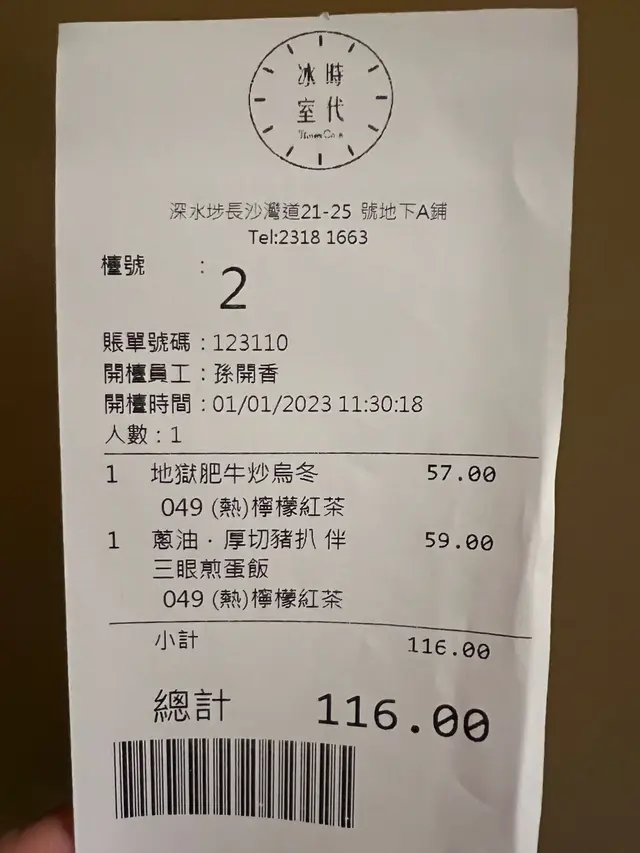 冰時
室代
深水埗長沙灣道21-25 號地下A鋪
Tel:2318 1663
檯號 :
2
賬單號碼 : 123110
開檯員工 : 孫開香
開檯時間 : 01/01/2023 11:30:18
人數 : 1
1 地獄肥牛炒烏冬 57.00
049 (熱)檸檬紅茶
1 蔥油‧厚切豬扒 伴 59.00
三眼煎蛋飯
049 (熱)檸檬紅茶
小計 116.00
總計 116.00